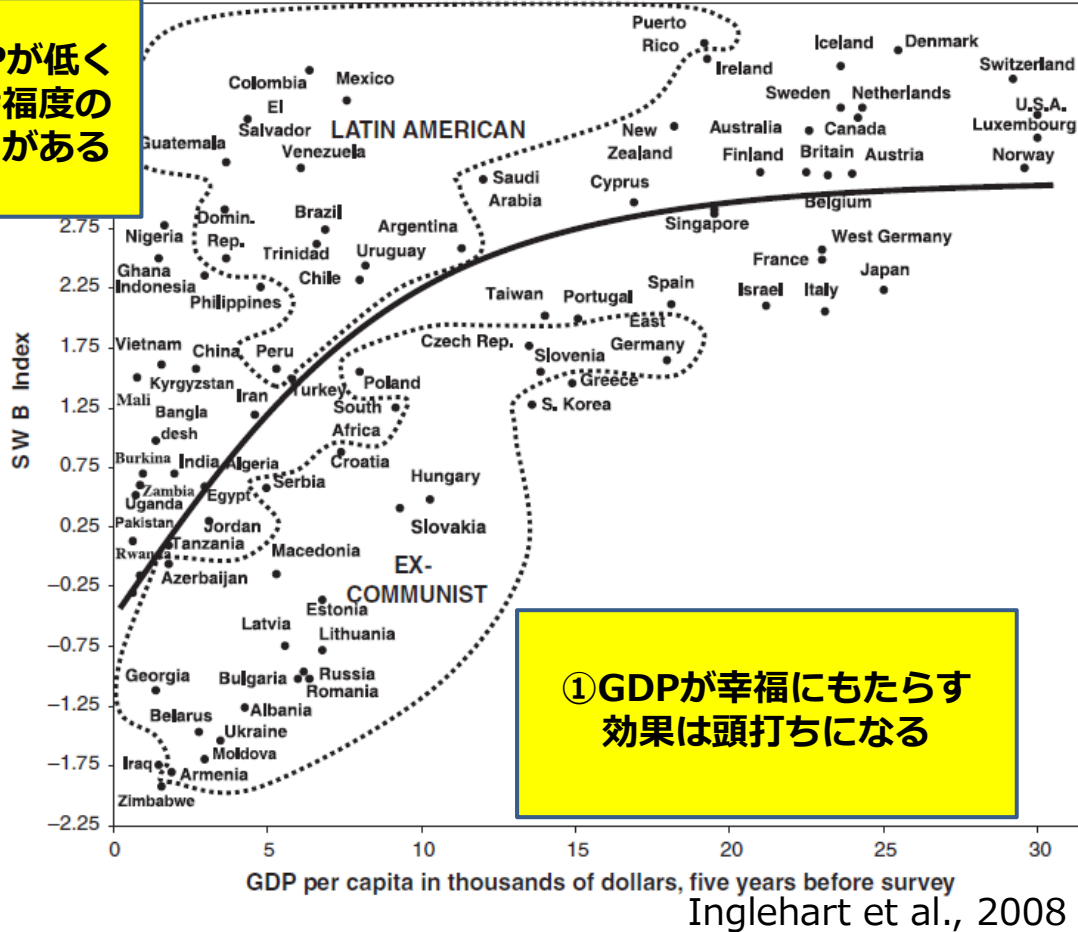 Pが低く
福度の
がある
Puerto
Rico
Ireland
Iceland
Denmark
Switzerland
Colombia
Mexico
El
Salvador
LATIN AMERICAN
Sweden
Netherlands
U.S.A.
Luxembourg
Guatemala
Venezuela
New
Zealand
Australia
Canada
Finland
Britain
Austria
Norway
Saudi
Arabia
Cyprus
Belgium
Singapore
2.75
Nigeria
Domin.
Rep.
Brazil
Trinidad
Argentina
Uruguay
West Germany
France
Japan
Ghana
Indonesia
2.25
Philippines
Chile
Taiwan
Portugal
Spain
Israel
Italy
1.75
Vietnam
China
Peru
Czech Rep.
East
Germany
Slovenia
Kyrgyzstan
Turkey
Poland
Greece
Mali
Iran
1.25
South
Africa
S. Korea
Bangla
desh
Croatia
0.75
Burkina
India
Algeria
Zambia
Egypt
Serbia
Hungary
Uganda
0.25
Pakistan
Jordan
Slovakia
Rwanda
Tanzania
Macedonia
−0.25
Azerbaijan
EX-
COMMUNIST
Estonia
−0.75
Latvia
Lithuania
Georgia
Bulgaria
Russia
Romania
−1.25
Albania
Belarus
Ukraine
−1.75
Iraq
Moldova
Armenia
Zimbabwe
−2.25
SWB Index
①GDPが幸福にもたらす
効果は頭打ちになる
0 5 10 15 20 25 30
GDP per capita in thousands of dollars, five years before survey
Inglehart et al., 2008